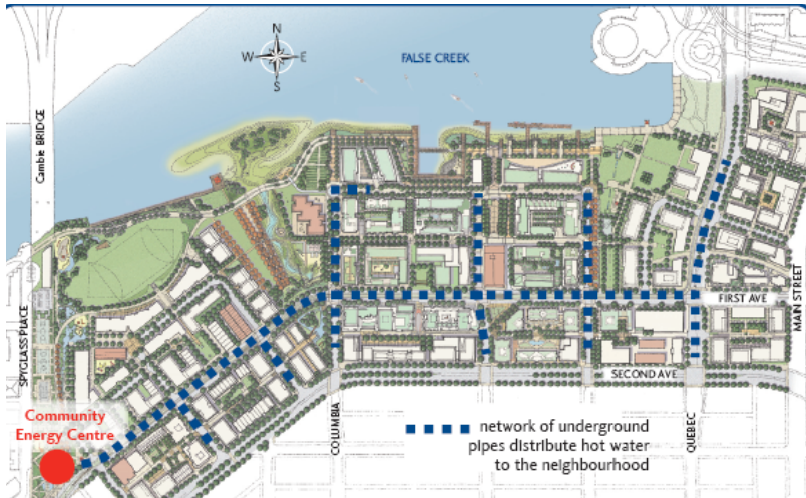 N
W E
S
FALSE CREEK
Cambie BRIDGE
SPYGLASS PLACE
MAIN STREET
FIRST AVE
SECOND AVE
Community
Energy Centre
COLUMBIA
QUEBEC
network of underground
pipes distribute hot water
to the neighbourhood